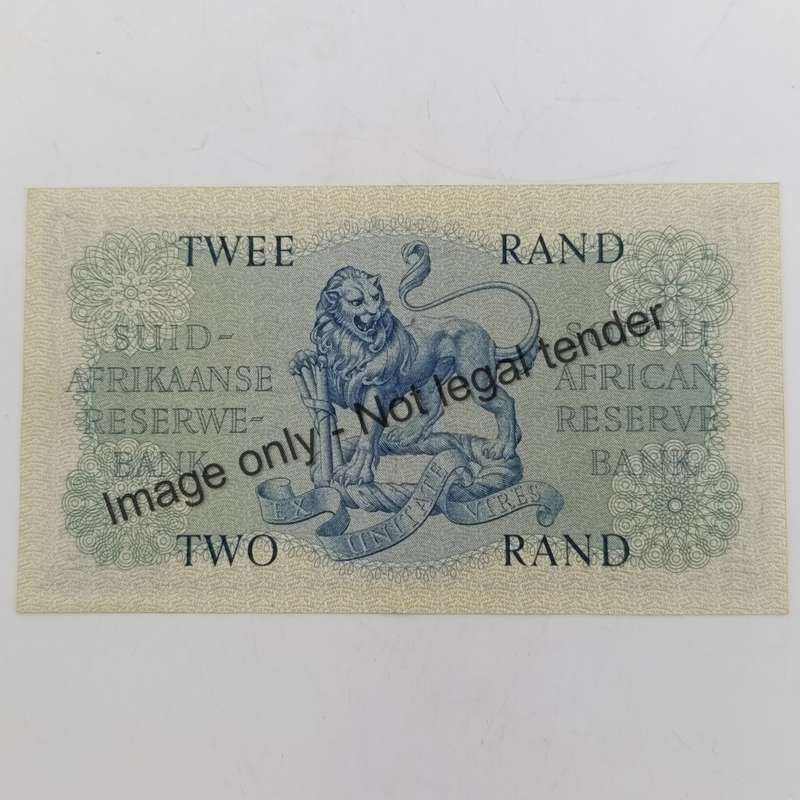 TWEE RAND
SUID-
AFRIKAANSE
RESERWE-
BANK
SOUTH
AFRICAN
RESERVE
BANK
Image only - Not legal tender
EX UNITATE VIRES
TWO RAND